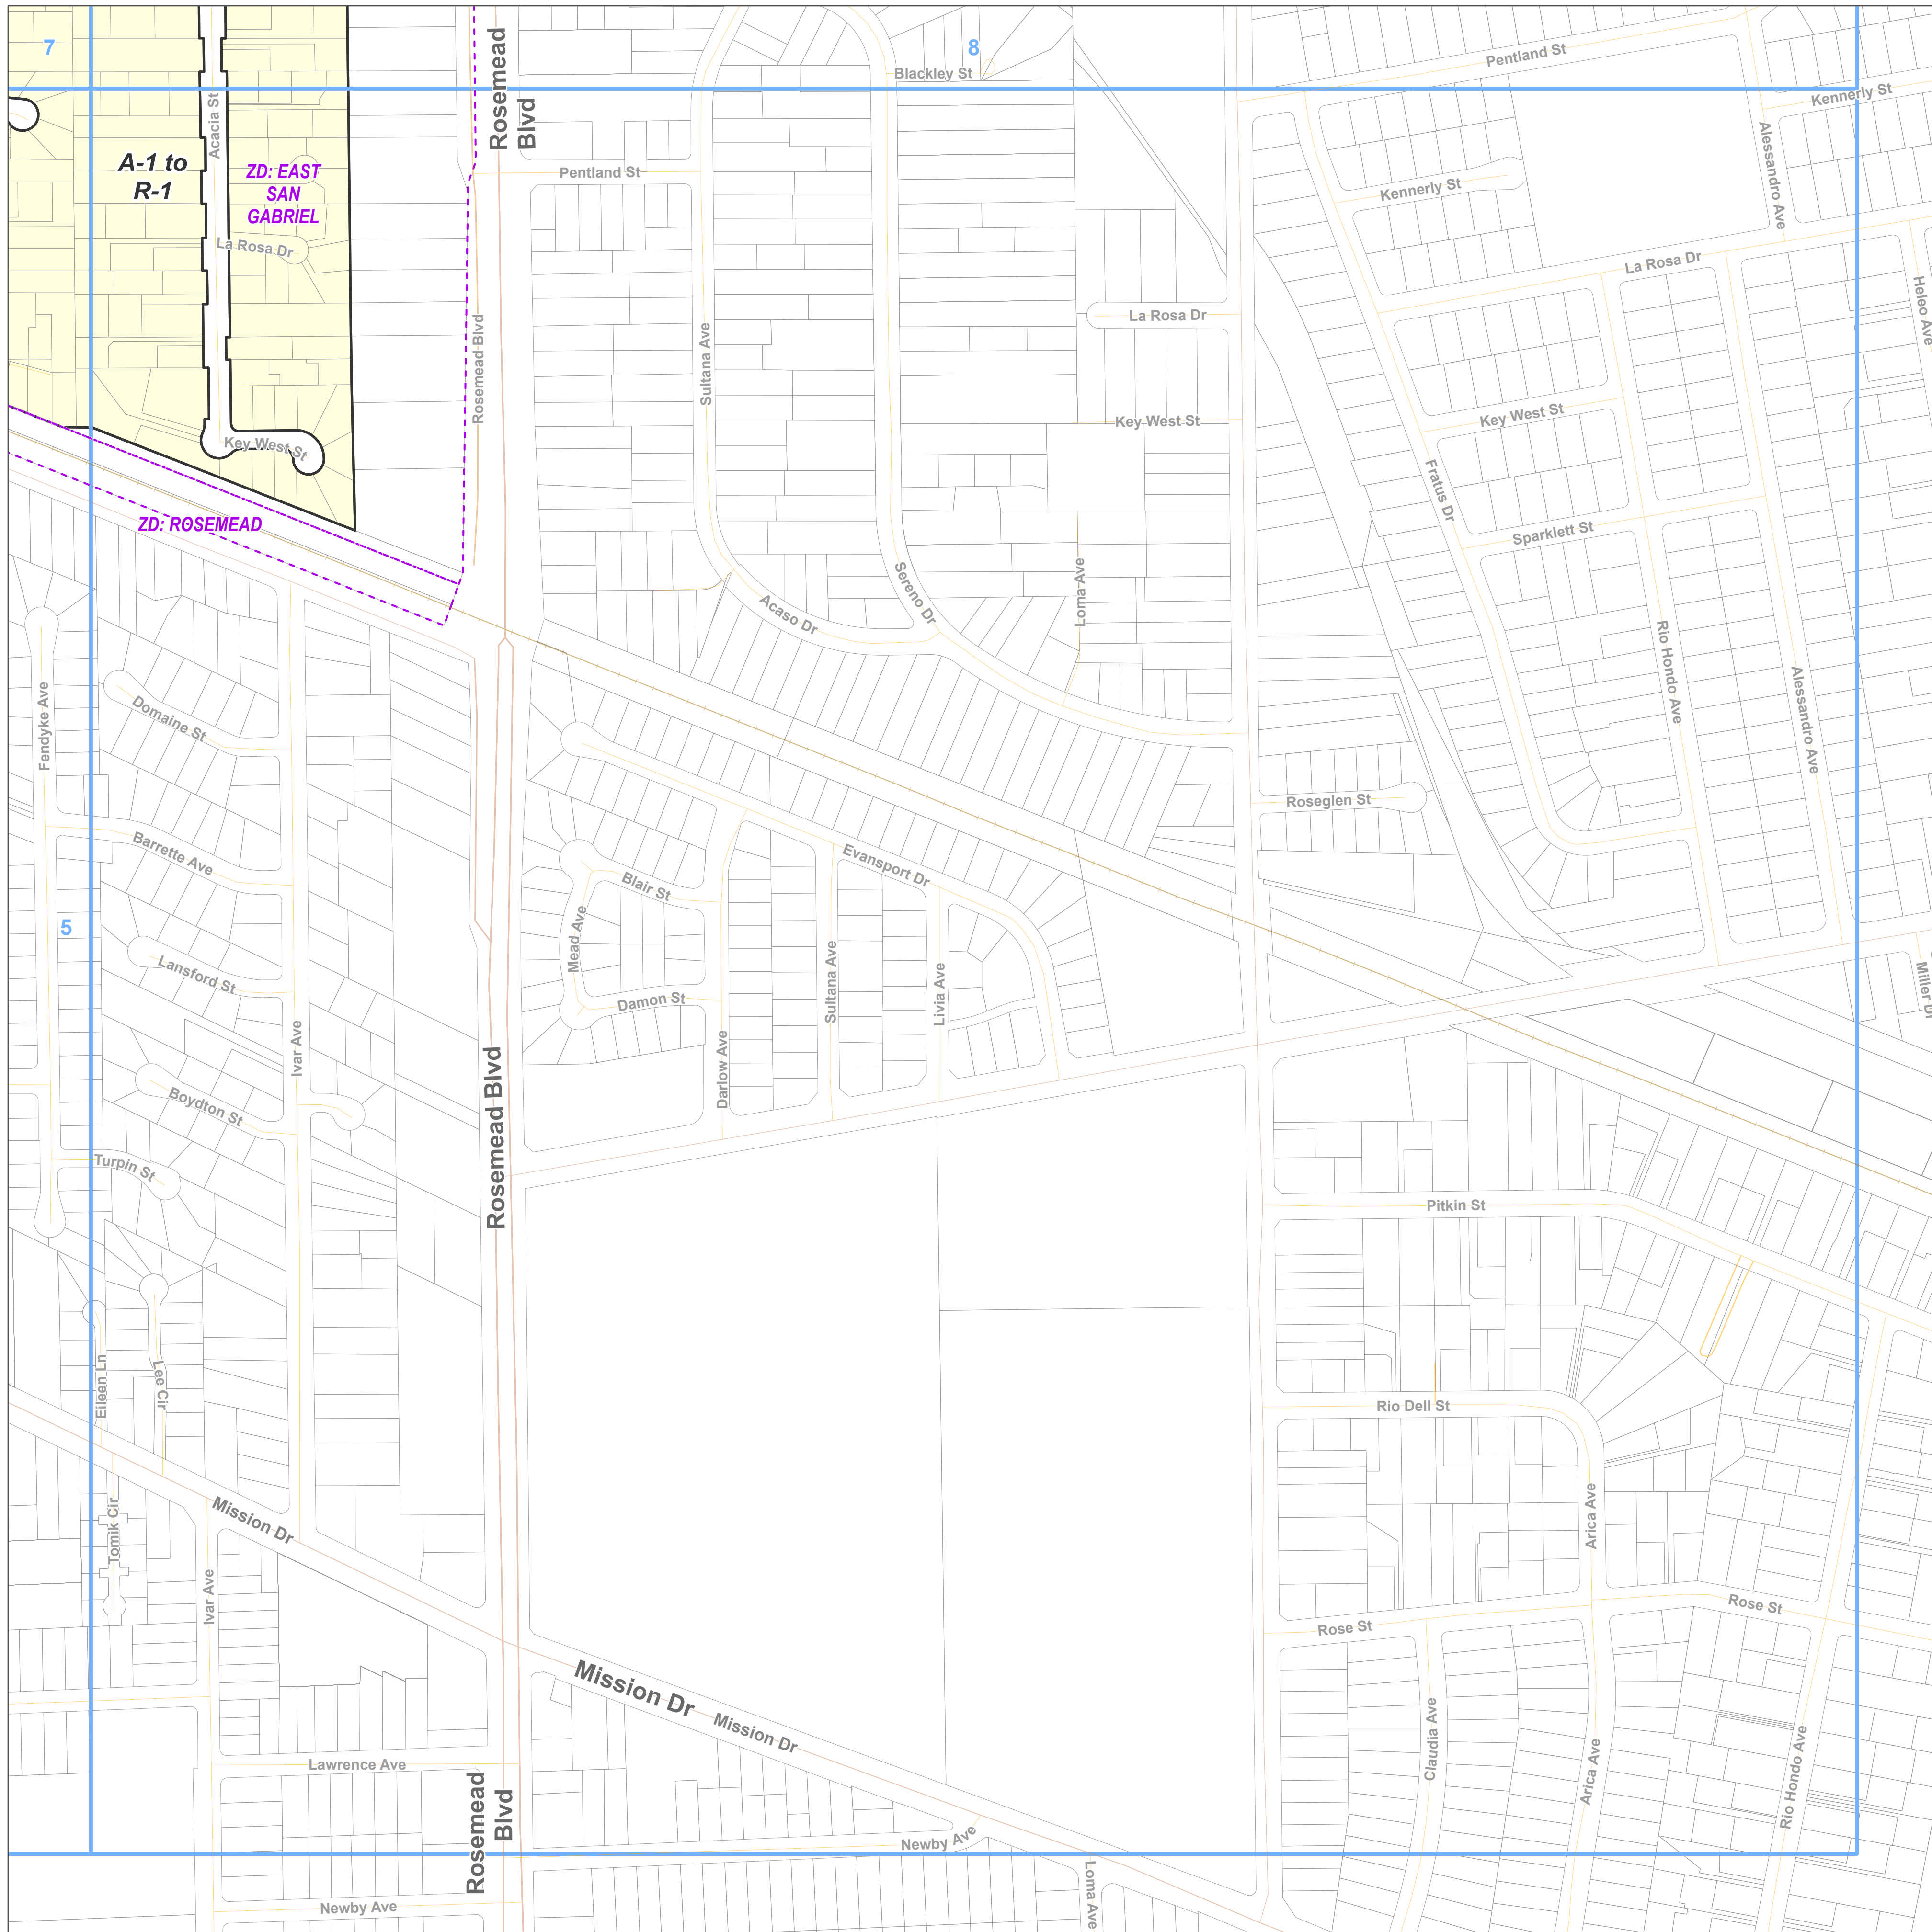 7
8
Rosemead
Blvd
Blackley St
Pentland St
Kennerly St
Acacia St
Alessandro Ave
A-1 to
R-1
ZD: EAST
SAN
GABRIEL
Pentland St
Kennerly St
La Rosa Dr
La Rosa Dr
Heleo Ave
Rosemead Blvd
Sultana Ave
La Rosa Dr
Key West St
Key West St
Key West St
Fratus Dr
Sparklett St
ZD: ROSEMEAD
Sereno Dr
Loma Ave
Acaso Dr
Rio Hondo Ave
Alessandro Ave
Fendyke Ave
Domaine St
Roseglen St
Barrette Ave
Evansport Dr
Blair St
5
Mead Ave
Lansford St
Sultana Ave
Livia Ave
Miller Dr
Damon St
Ivar Ave
Darlow Ave
Rosemead Blvd
Boydton St
Turpin St
Pitkin St
Eileen Ln
Lee Cir
Rio Dell St
Mission Dr
Tomik Cir
Arica Ave
Ivar Ave
Rose St
Rose St
Mission Dr
Mission Dr
Claudia Ave
Arica Ave
Rio Hondo Ave
Lawrence Ave
Rosemead
Blvd
Newby Ave
Loma Ave
Newby Ave